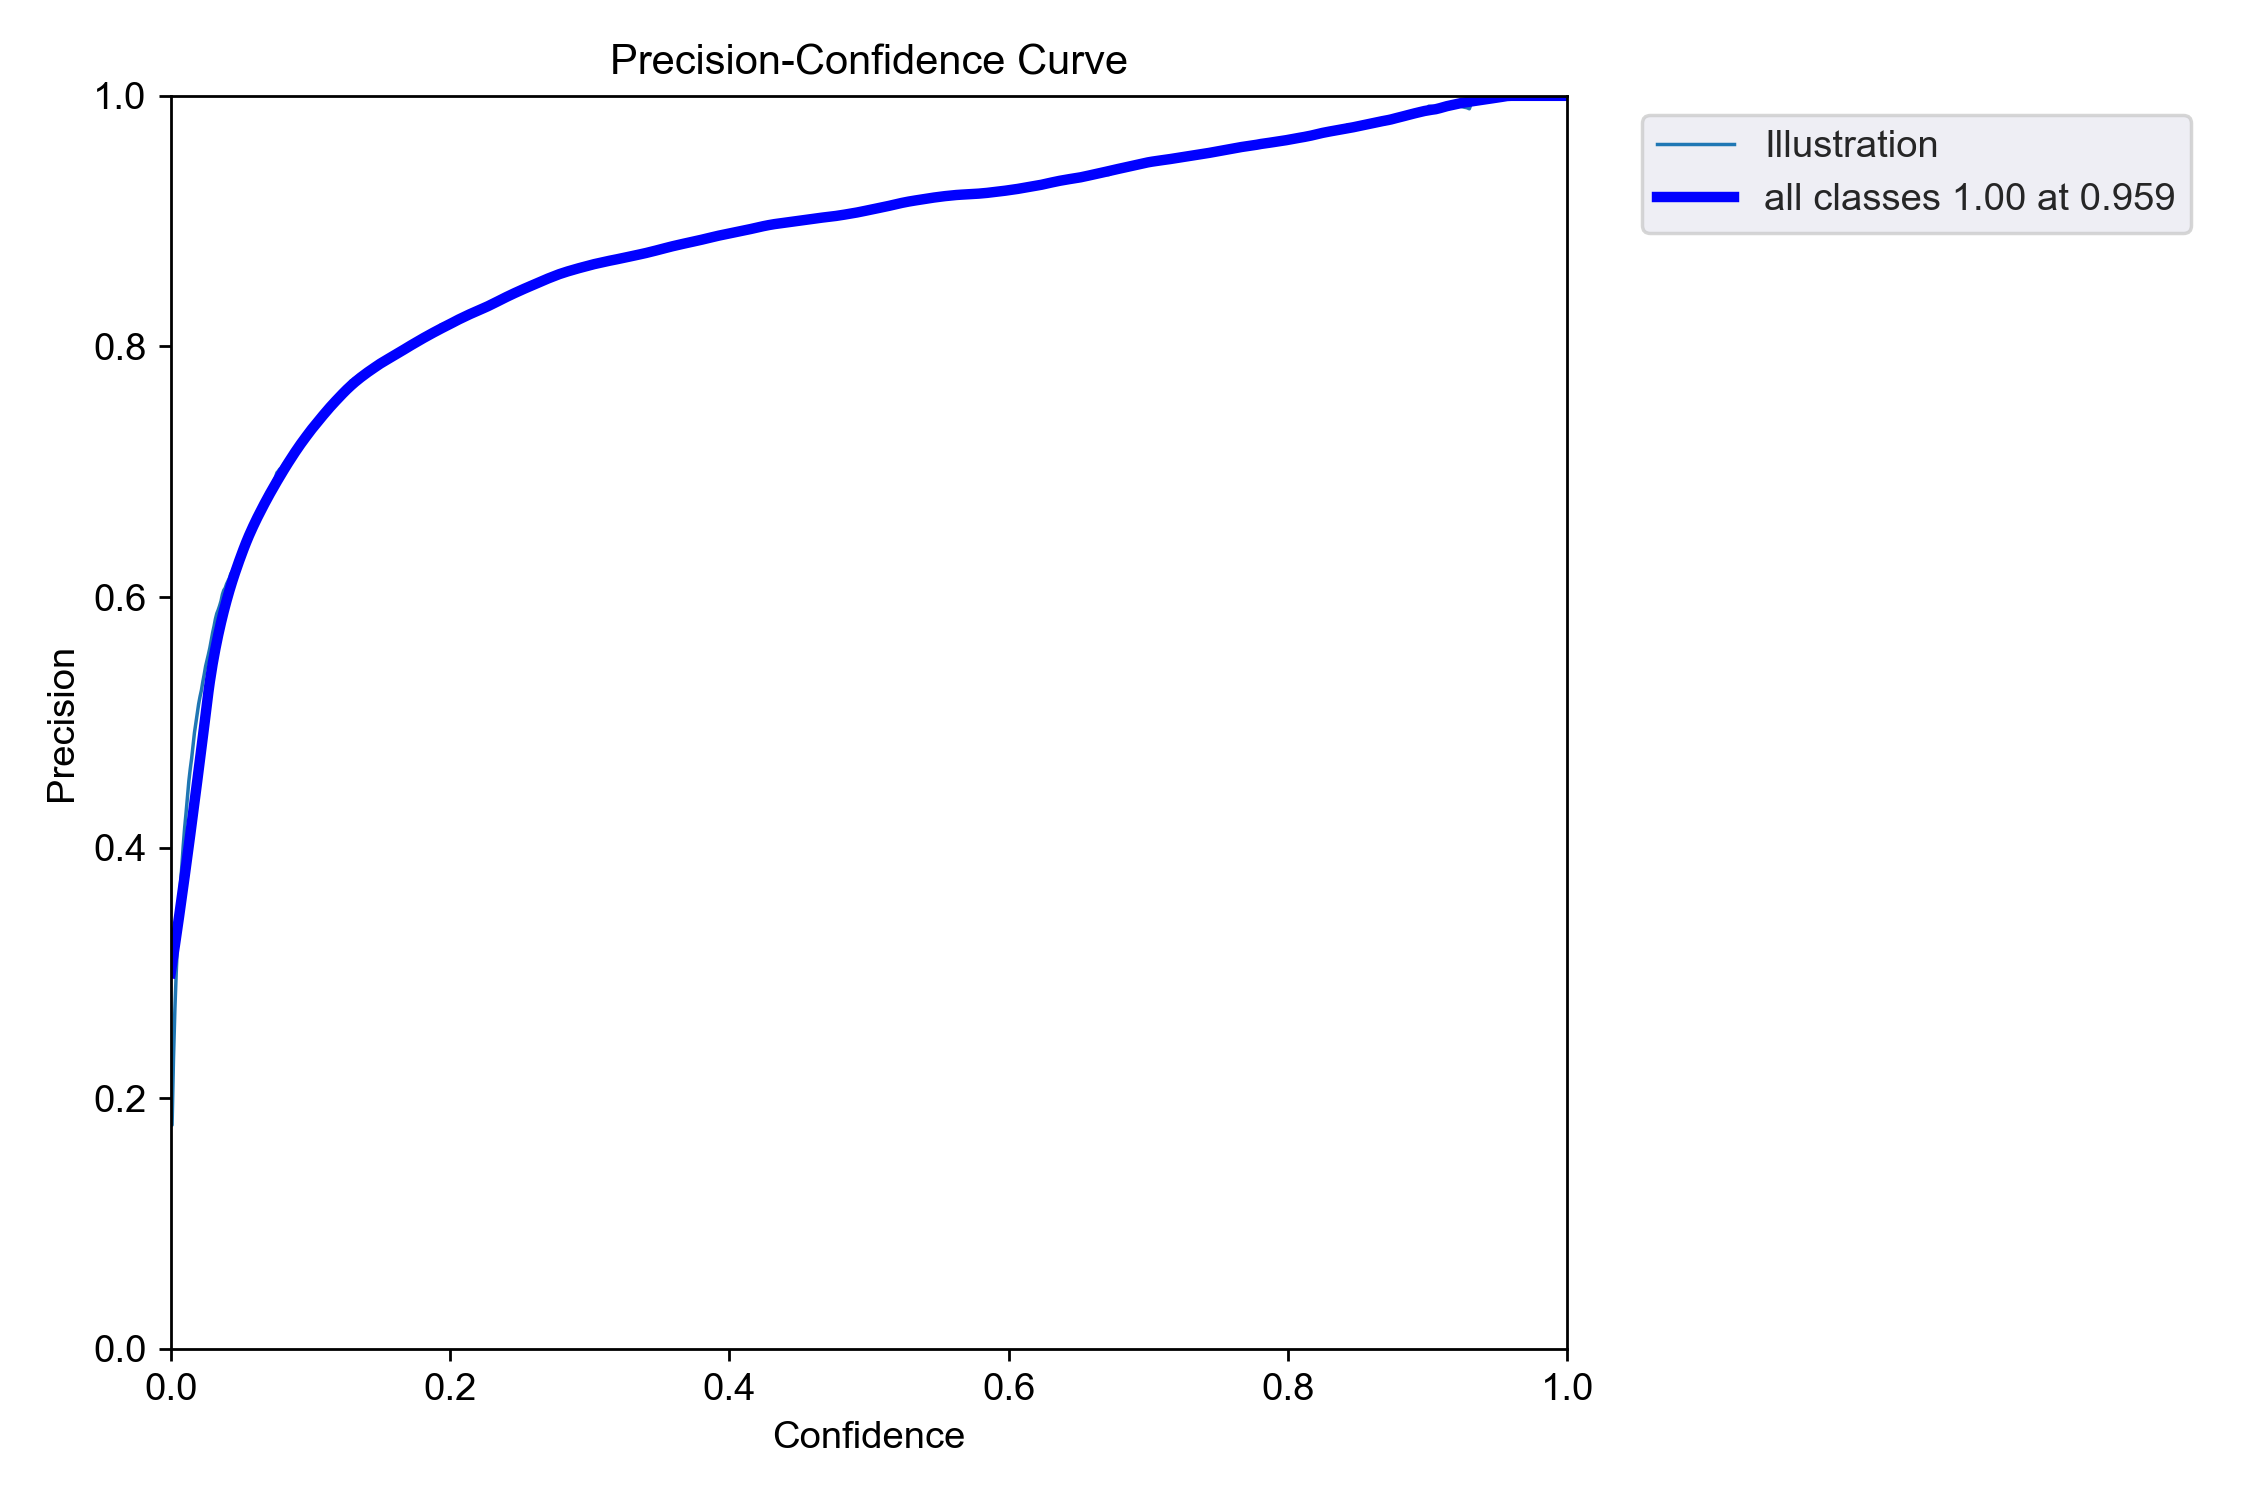 Precision-Confidence Curve
1.0
0.8
0.6
0.4
0.2
0.0
Precision
0.0 0.2 0.4 0.6 0.8 1.0
Confidence
Illustration
all classes 1.00 at 0.959